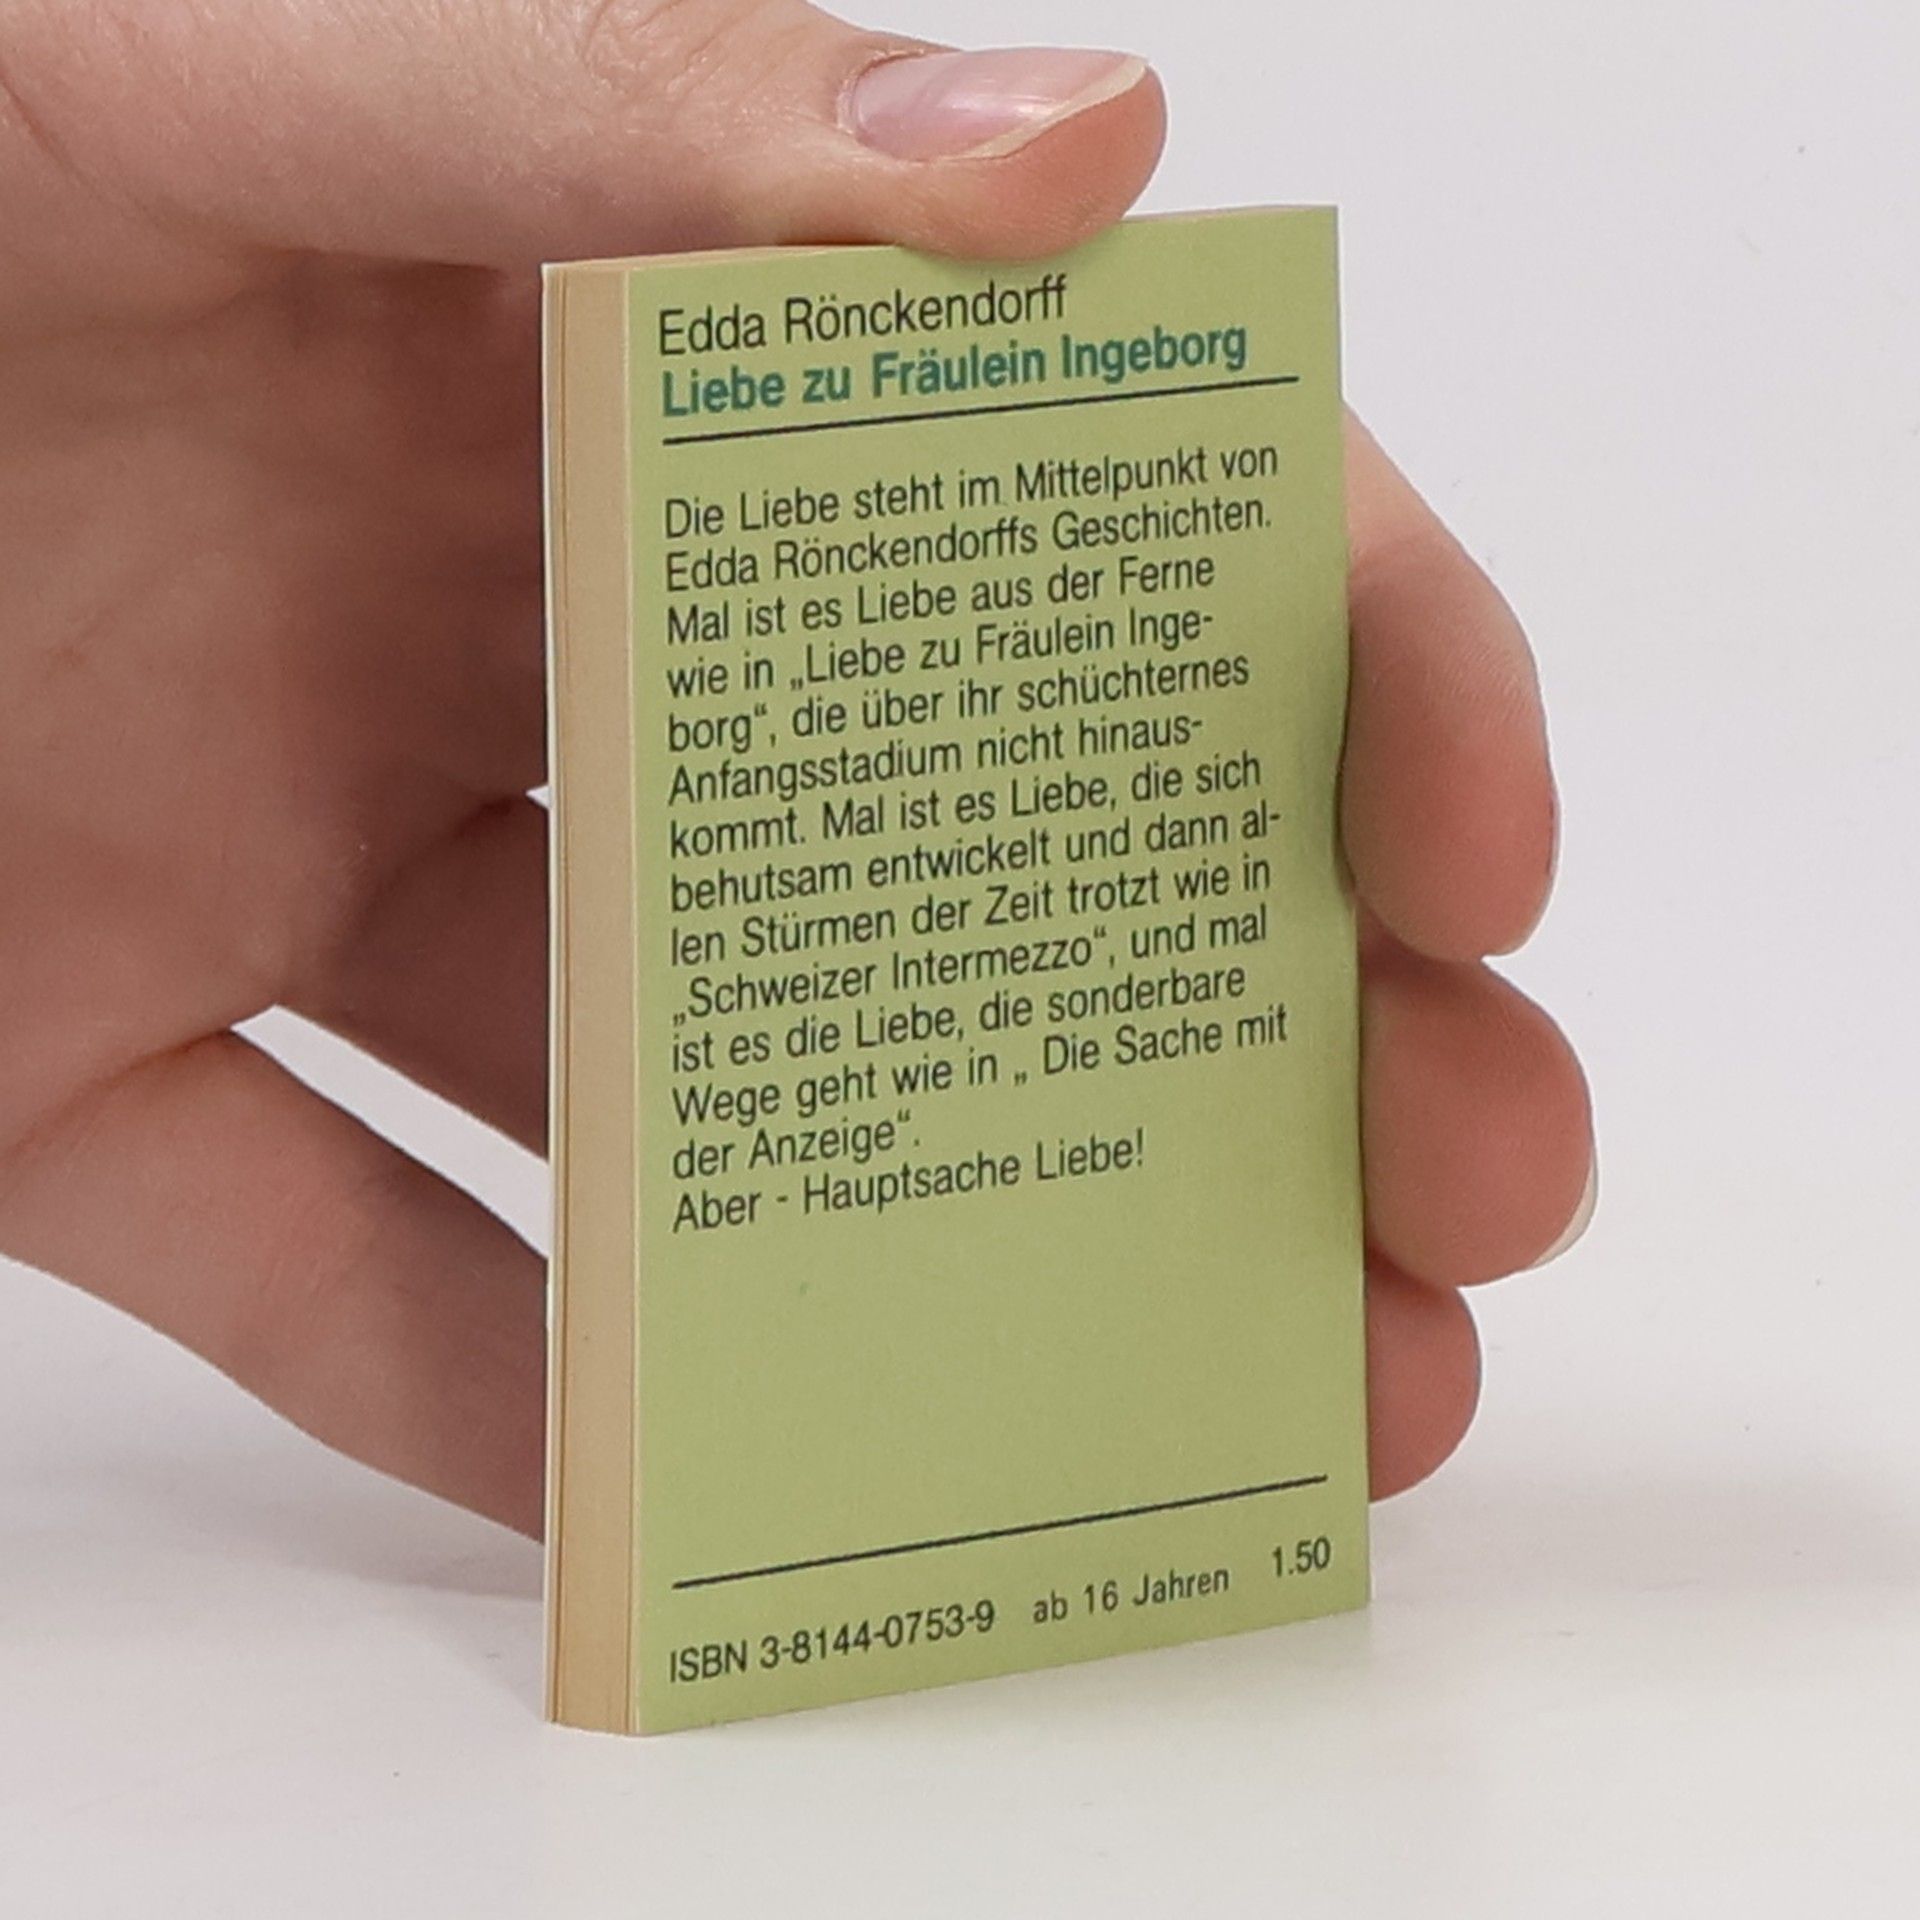 Edda Rönckendorff
Liebe zu Fräulein Ingeborg
Die Liebe steht im Mittelpunkt von
Edda Rönckendorffs Geschichten.
Mal ist es Liebe aus der Ferne
wie in „Liebe zu Fräulein Inge-
borg“, die über ihr schüchternes
Anfangsstadium nicht hinaus-
kommt. Mal ist es Liebe, die sich
behutsam entwickelt und dann al-
len Stürmen der Zeit trotzt wie in
„Schweizer Intermezzo“, und mal
ist es die Liebe, die sonderbare
Wege geht wie in „ Die Sache mit
der Anzeige“.
Aber - Hauptsache Liebe!
ISBN 3-8144-0753-9 ab 16 Jahren 1.50